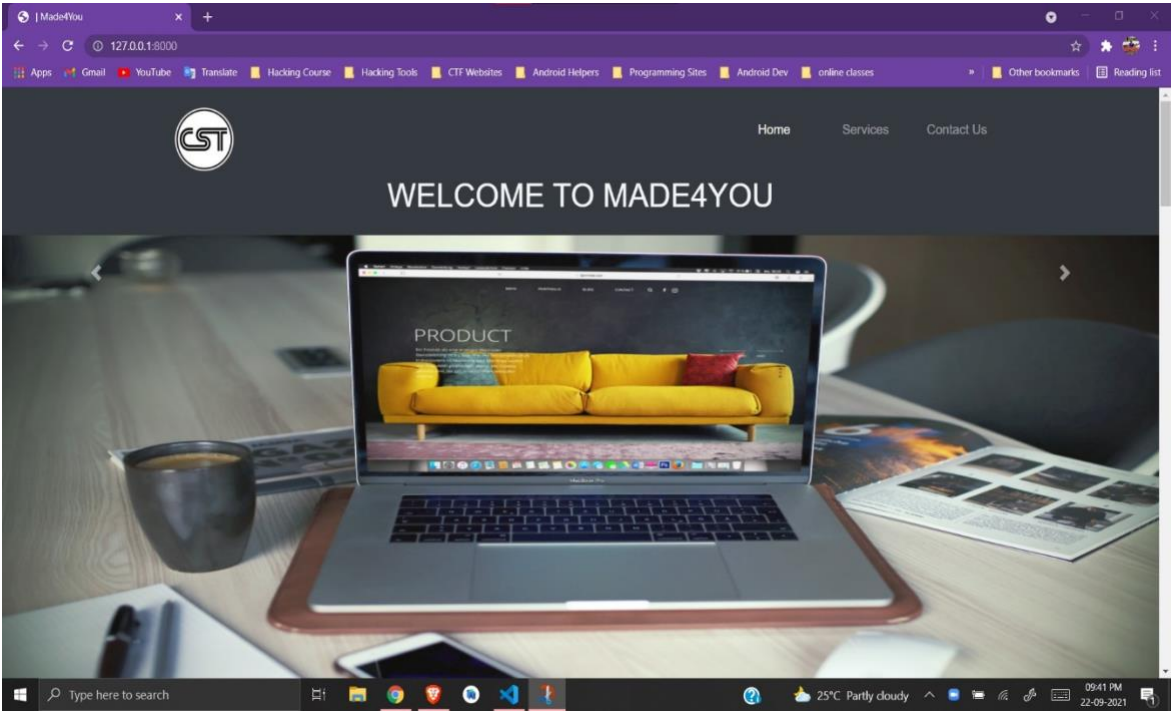 | Made4You
127.0.0.1:8000
Apps Gmail YouTube Translate Hacking Course Hacking Tools CTF Websites Android Helpers Programming Sites Android Dev online classes » Other bookmarks Reading list
CST
Home Services Contact Us
WELCOME TO MADE4YOU
PRODUCT
MacBook Pro
Type here to search
25°C Partly cloudy
09:41 PM
22-09-2021